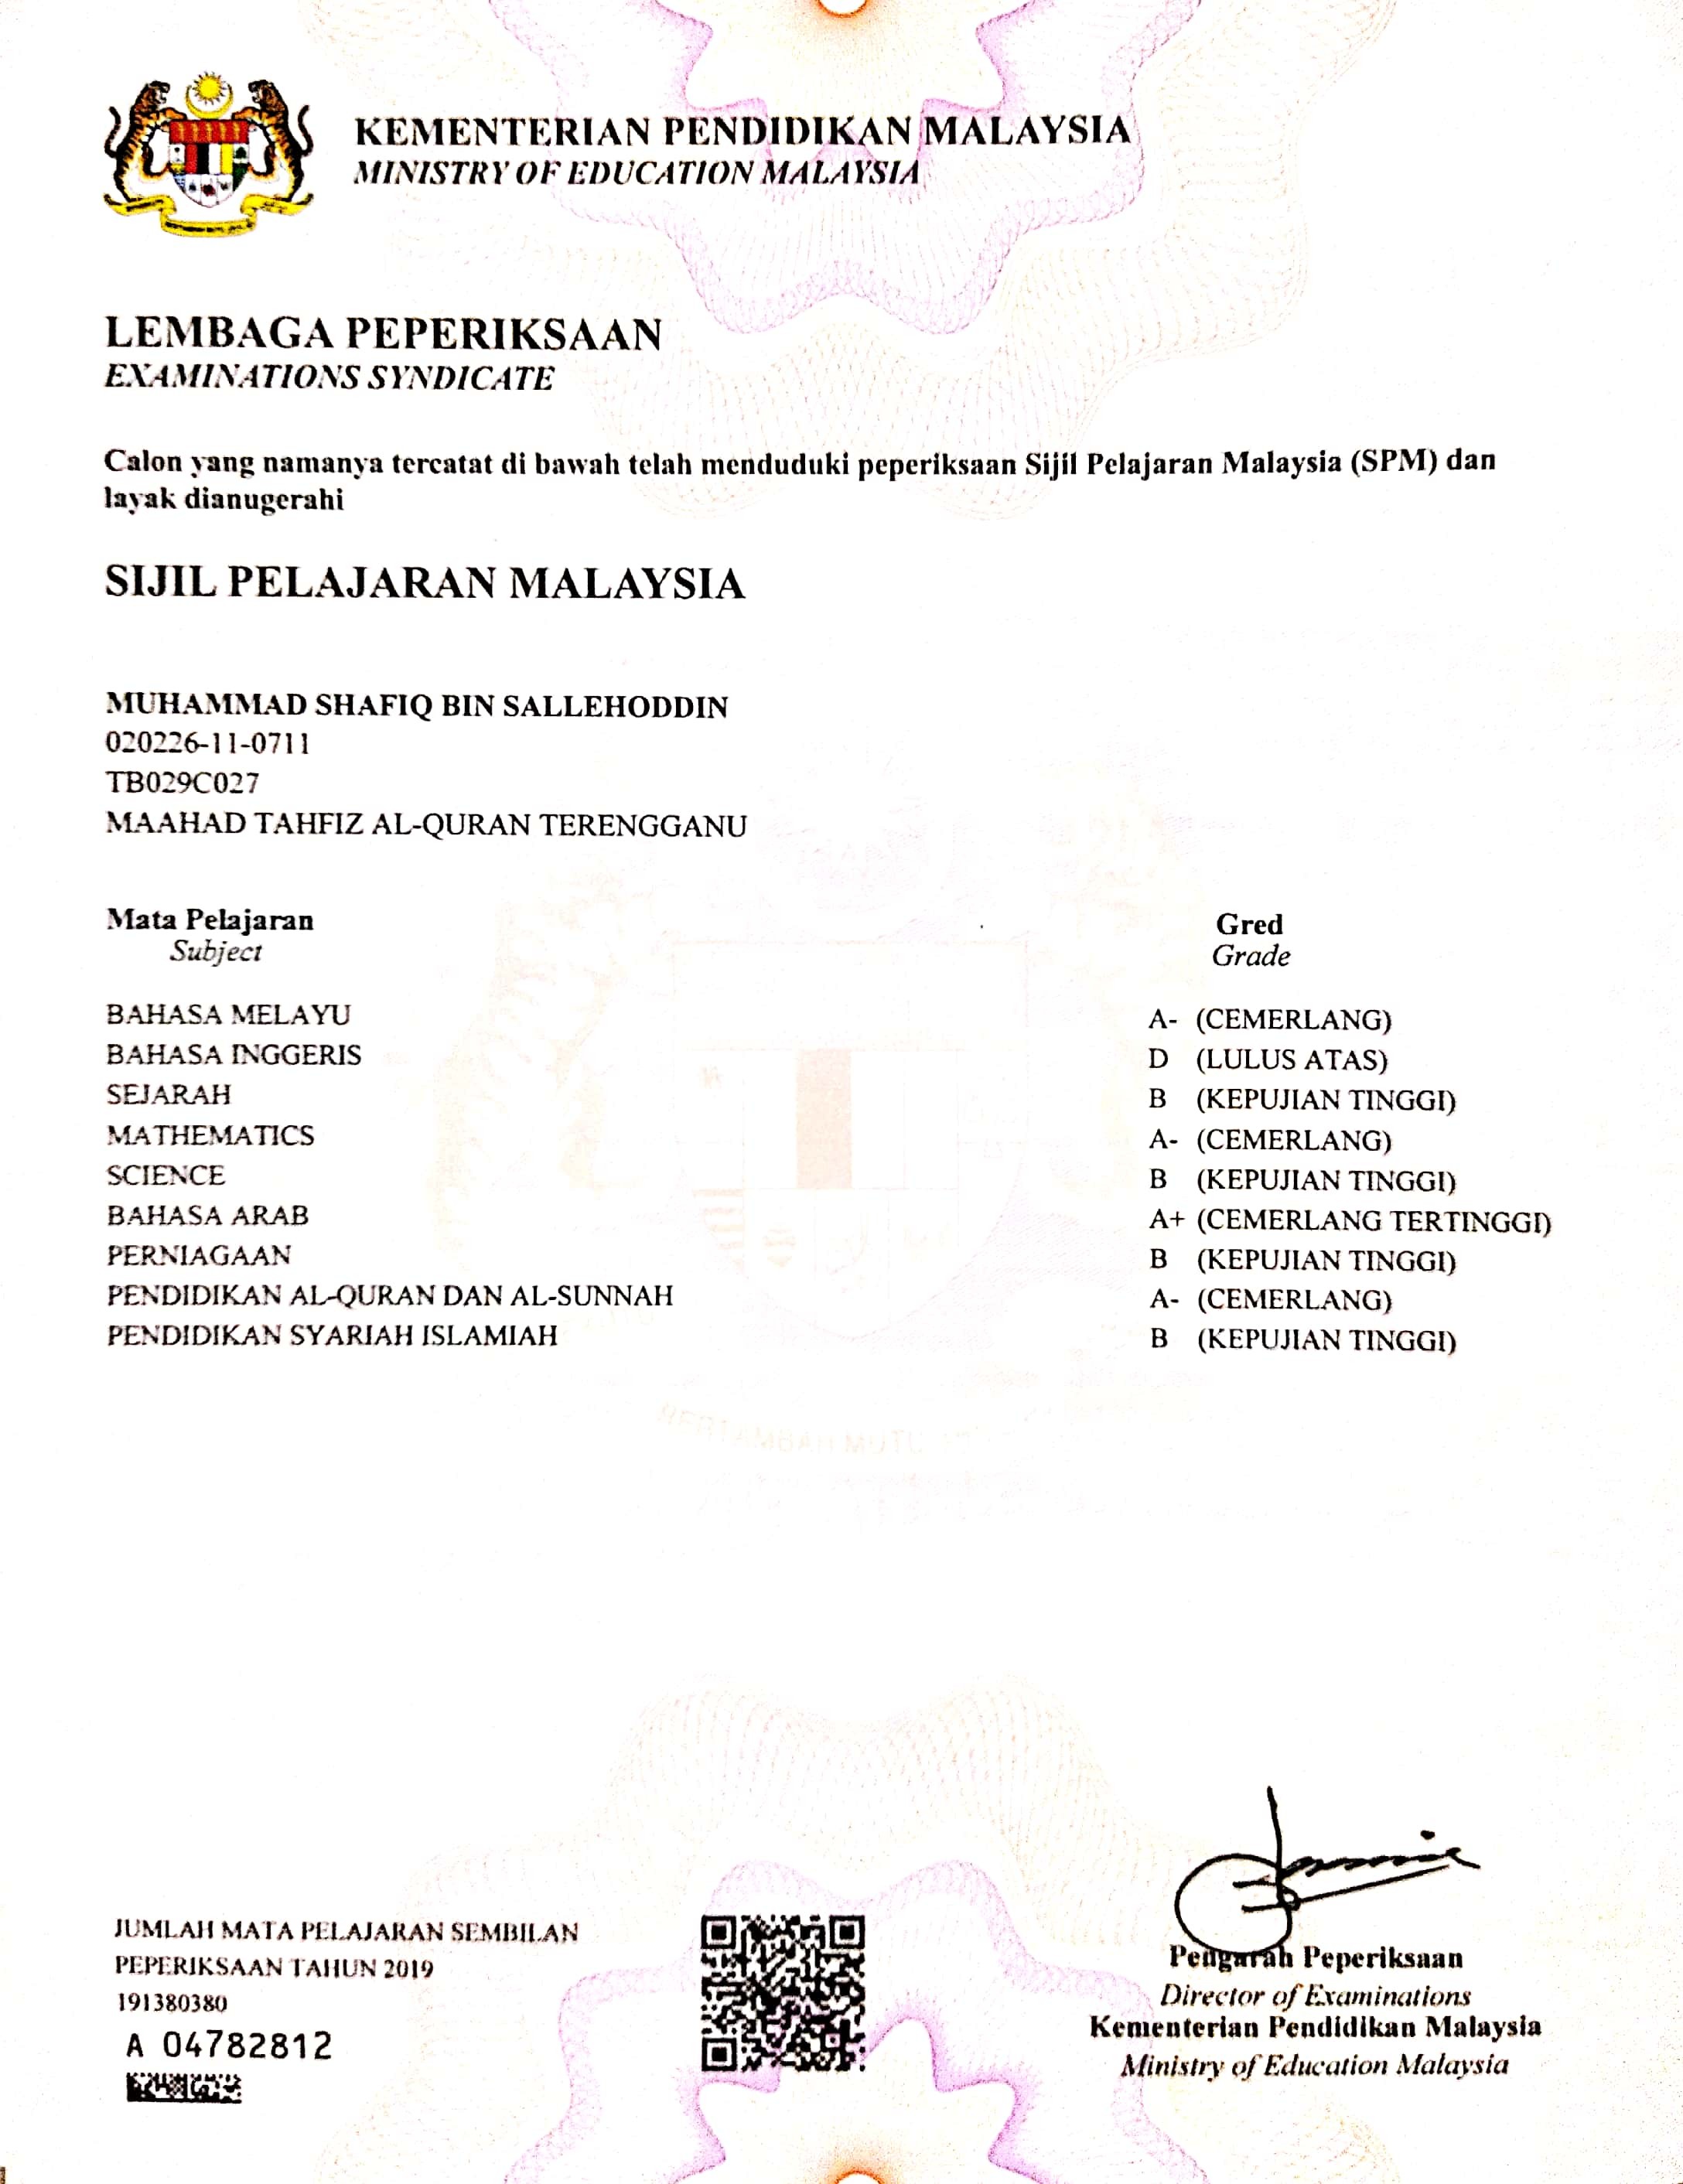 KEMENTERIAN PENDIDIKAN MALAYSIA
MINISTRY OF EDUCATION MALAYSIA
LEMBAGA PEPERIKSAAN
EXAMINATIONS SYNDICATE
Calon yang namanya tercatat di bawah telah menduduki peperiksaan Sijil Pelajaran Malaysia (SPM) dan
layak dianugerahi
SIJIL PELAJARAN MALAYSIA
MUHAMMAD SHAFIQ BIN SALLEHODDIN
020226-11-0711
TB029C027
MAAHAD TAHFIZ AL-QURAN TERENGGANU
Mata Pelajaran Gred
Subject Grade
BAHASA MELAYU A- (CEMERLANG)
BAHASA INGGERIS D (LULUS ATAS)
SEJARAH B (KEPUJIAN TINGGI)
MATHEMATICS A- (CEMERLANG)
SCIENCE B (KEPUJIAN TINGGI)
BAHASA ARAB A+ (CEMERLANG TERTINGGI)
PERNIAGAAN B (KEPUJIAN TINGGI)
PENDIDIKAN AL-QURAN DAN AL-SUNNAH A- (CEMERLANG)
PENDIDIKAN SYARIAH ISLAMIAH B (KEPUJIAN TINGGI)
JUMLAH MATA PELAJARAN SEMBILAN
PEPERIKSAAN TAHUN 2019
191380380
A 04782812
Pengarah Peperiksaan
Director of Examinations
Kementerian Pendidikan Malaysia
Ministry of Education Malaysia